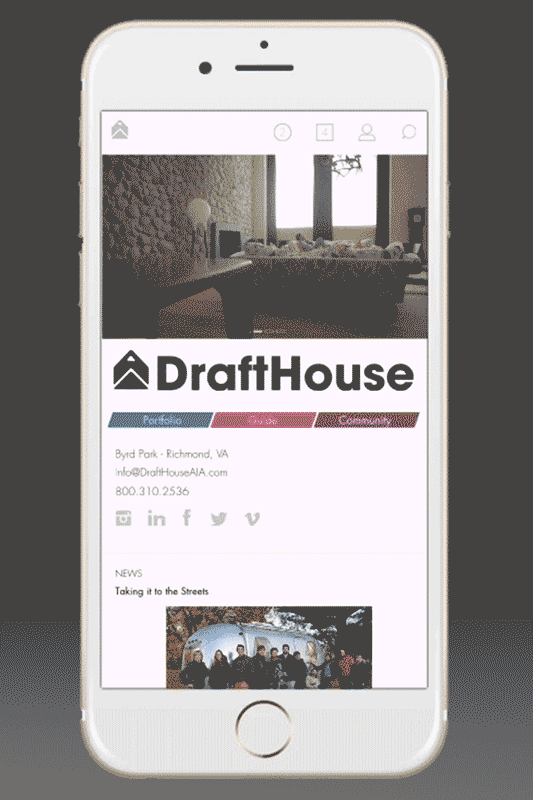 2 4
DraftHouse
Portfolio Guide Community
Byrd Park - Richmond, VA
Info@DraftHouseAIA.com
800.310.2536
NEWS
Taking it to the Streets